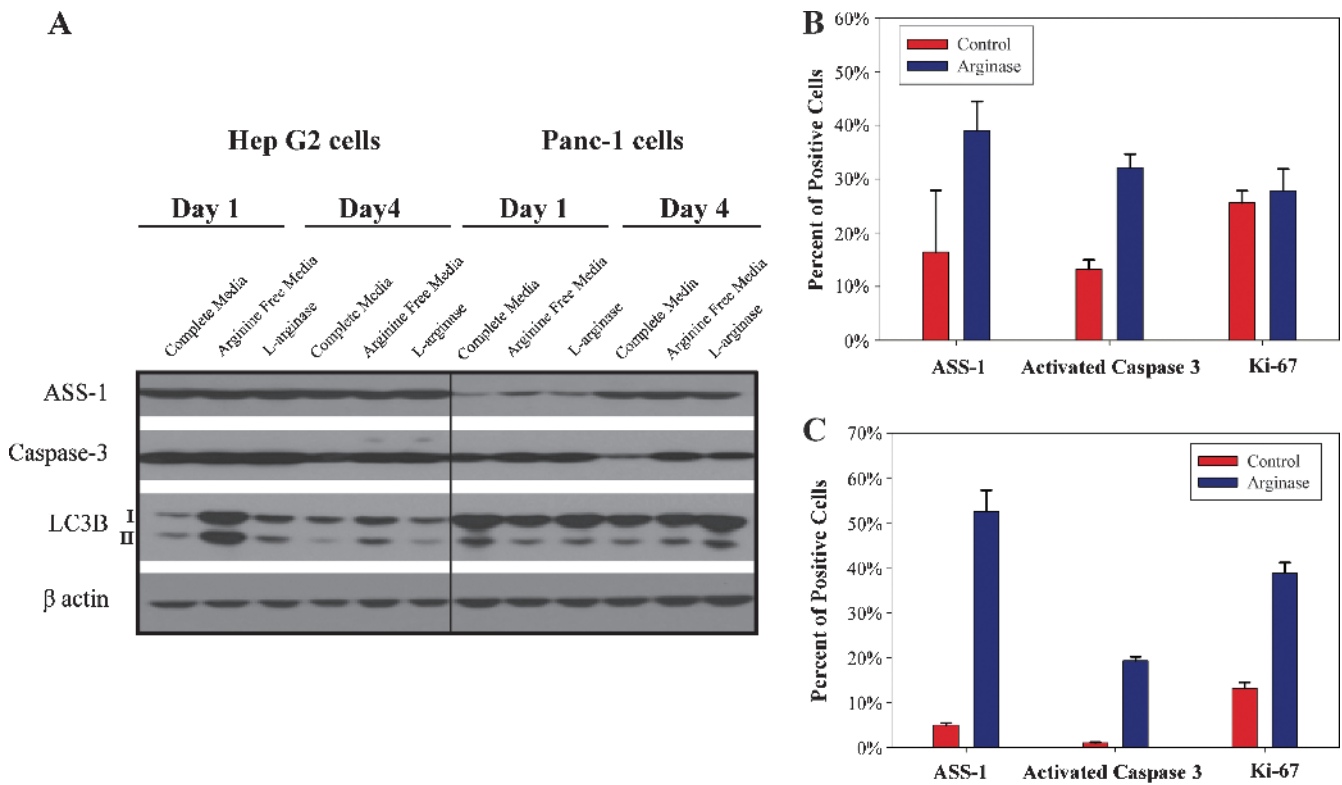 A
Hep G2 cells
Panc-1 cells
Day 1
Day4
Day 1
Day 4
Complete Media
Arginine Free Media
L-arginase
Complete Media
Arginine Free Media
L-arginase
Complete Media
Arginine Free Media
L-arginase
Complete Media
Arginine Free Media
L-arginase
ASS-1
Caspase-3
LC3B
I
II
β actin
B
Percent of Positive Cells
60%
50%
40%
30%
20%
10%
0%
Control
Arginase
ASS-1
Activated Caspase 3
Ki-67
C
Percent of Positive Cells
70%
60%
50%
40%
30%
20%
10%
0%
Control
Arginase
ASS-1
Activated Caspase 3
Ki-67